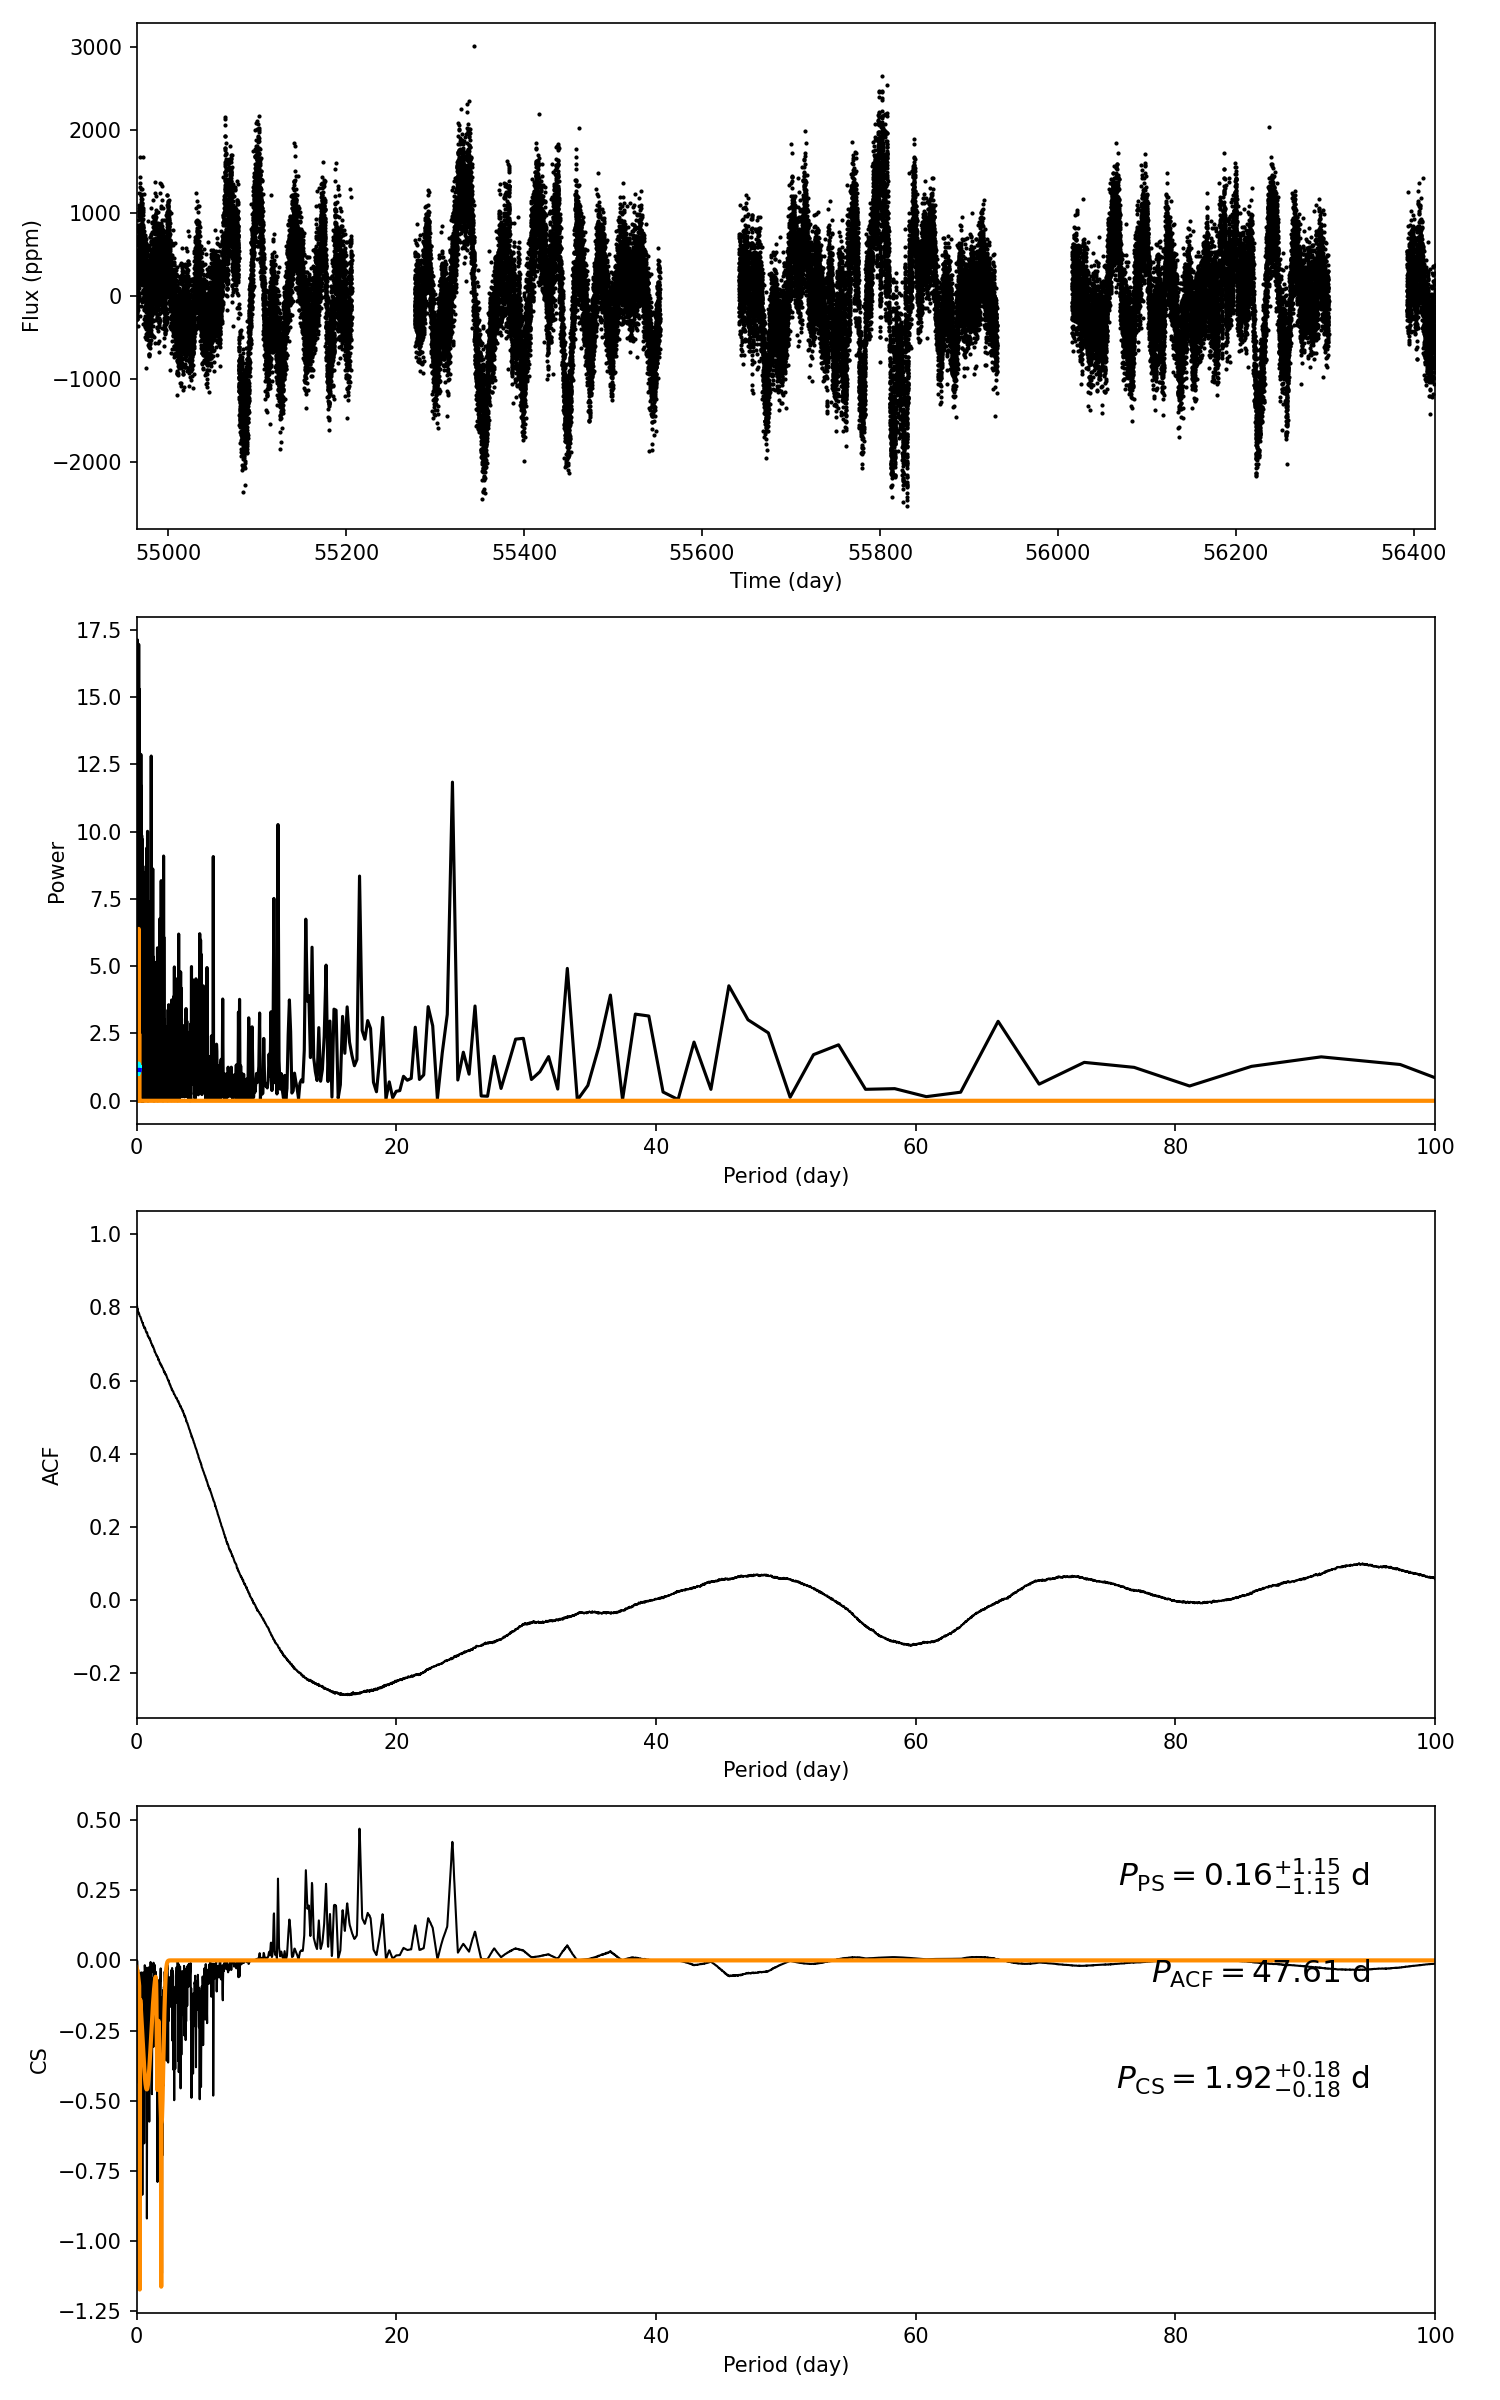 3000
2000
1000
0
−1000
−2000
Flux (ppm)
55000 55200 55400 55600 55800 56000 56200 56400
Time (day)
17.5
15.0
12.5
10.0
7.5
5.0
2.5
0.0
Power
0 20 40 60 80 100
Period (day)
1.0
0.8
0.6
0.4
0.2
0.0
−0.2
ACF
0 20 40 60 80 100
Period (day)
0.50
0.25
0.00
−0.25
−0.50
−0.75
−1.00
−1.25
CS
P_PS = 0.16 +1.15 −1.15 d
P_ACF = 47.61 d
P_CS = 1.92 +0.18 −0.18 d
0 20 40 60 80 100
Period (day)